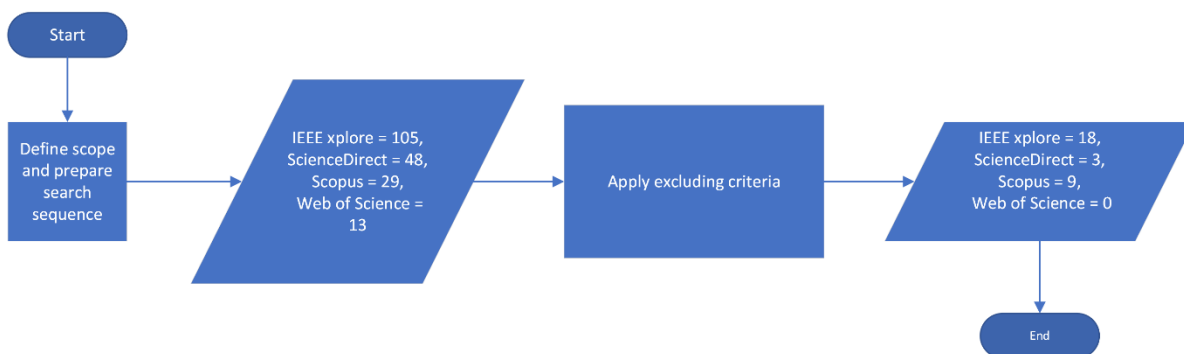 Start
Define scope
and prepare
search
sequence
IEEE xplore = 105,
ScienceDirect = 48,
Scopus = 29,
Web of Science =
13
Apply excluding criteria
IEEE xplore = 18,
ScienceDirect = 3,
Scopus = 9,
Web of Science = 0
End